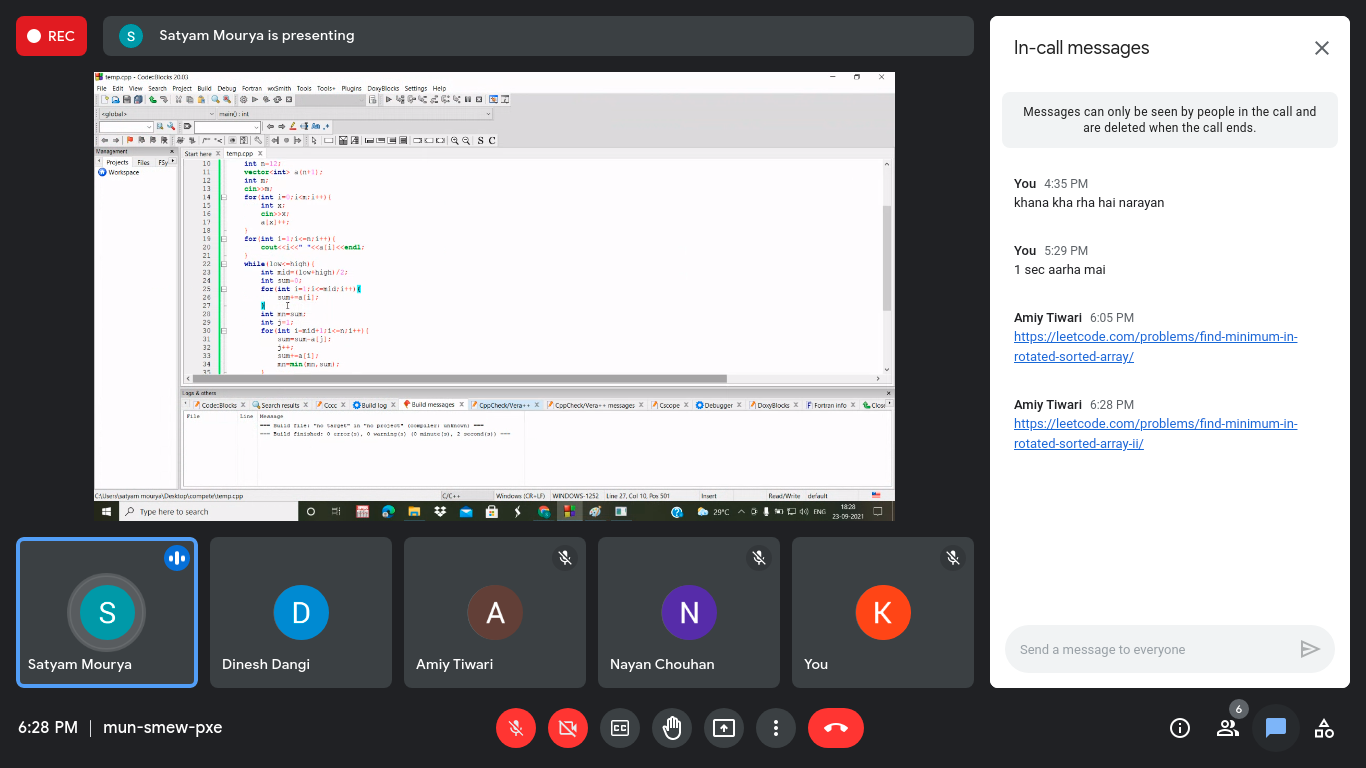 REC
S
Satyam Mourya is presenting
temp.cpp - Code::Blocks 20.03
File Edit View Search Project Build Debug Fortran wxSmith Tools Tools+ Plugins DoxyBlocks Settings Help
<global>
main() : int
Management
Projects Files FSy
Workspace
Start here
temp.cpp
10 int n=12;
11 vector<int> a(n+1);
12 int m;
13 cin>>m;
14 for(int i=0;i<m;i++){
15 int x;
16 cin>>x;
17 a[x]++;
18 }
19 for(int i=1;i<=n;i++){
20 cout<<i<<" "<<a[i]<<endl;
21 }
22 while(low<=high){
23 int mid=(low+high)/2;
24 int sum=0;
25 for(int i=1;i<=mid;i++){
26 sum+=a[i];
27 }
28 int mn=sum;
29 int j=1;
30 for(int i=mid+1;i<=n;i++){
31 sum=sum-a[j];
32 j++;
33 sum+=a[i];
34 mn=min(mn,sum);
35 }
Logs & others
Code::Blocks Search results Cccc Build log Build messages CppCheck/Vera++ CppCheck/Vera++ messages Cscope Debugger DoxyBlocks Fortran info Clos
File Line Message
=== Build file: "no target" in "no project" (compiler: unknown) ===
=== Build finished: 0 error(s), 0 warning(s) (0 minute(s), 2 second(s)) ===
C:\Users\satyam mourya\Desktop\compete\temp.cpp C/C++ Windows (CR+LF) WINDOWS-1252 Line 27, Col 10, Pos 501 Insert Read/Write default
Type here to search
29°C
ENG
18:28
23-09-2021
S
Satyam Mourya
D
Dinesh Dangi
A
Amiy Tiwari
N
Nayan Chouhan
K
You
6:28 PM | mun-smew-pxe
CC
6
In-call messages
Messages can only be seen by people in the call and
are deleted when the call ends.
You 4:35 PM
khana kha rha hai narayan
You 5:29 PM
1 sec aarha mai
Amiy Tiwari 6:05 PM
https://leetcode.com/problems/find-minimum-in-
rotated-sorted-array/
Amiy Tiwari 6:28 PM
https://leetcode.com/problems/find-minimum-in-
rotated-sorted-array-ii/
Send a message to everyone